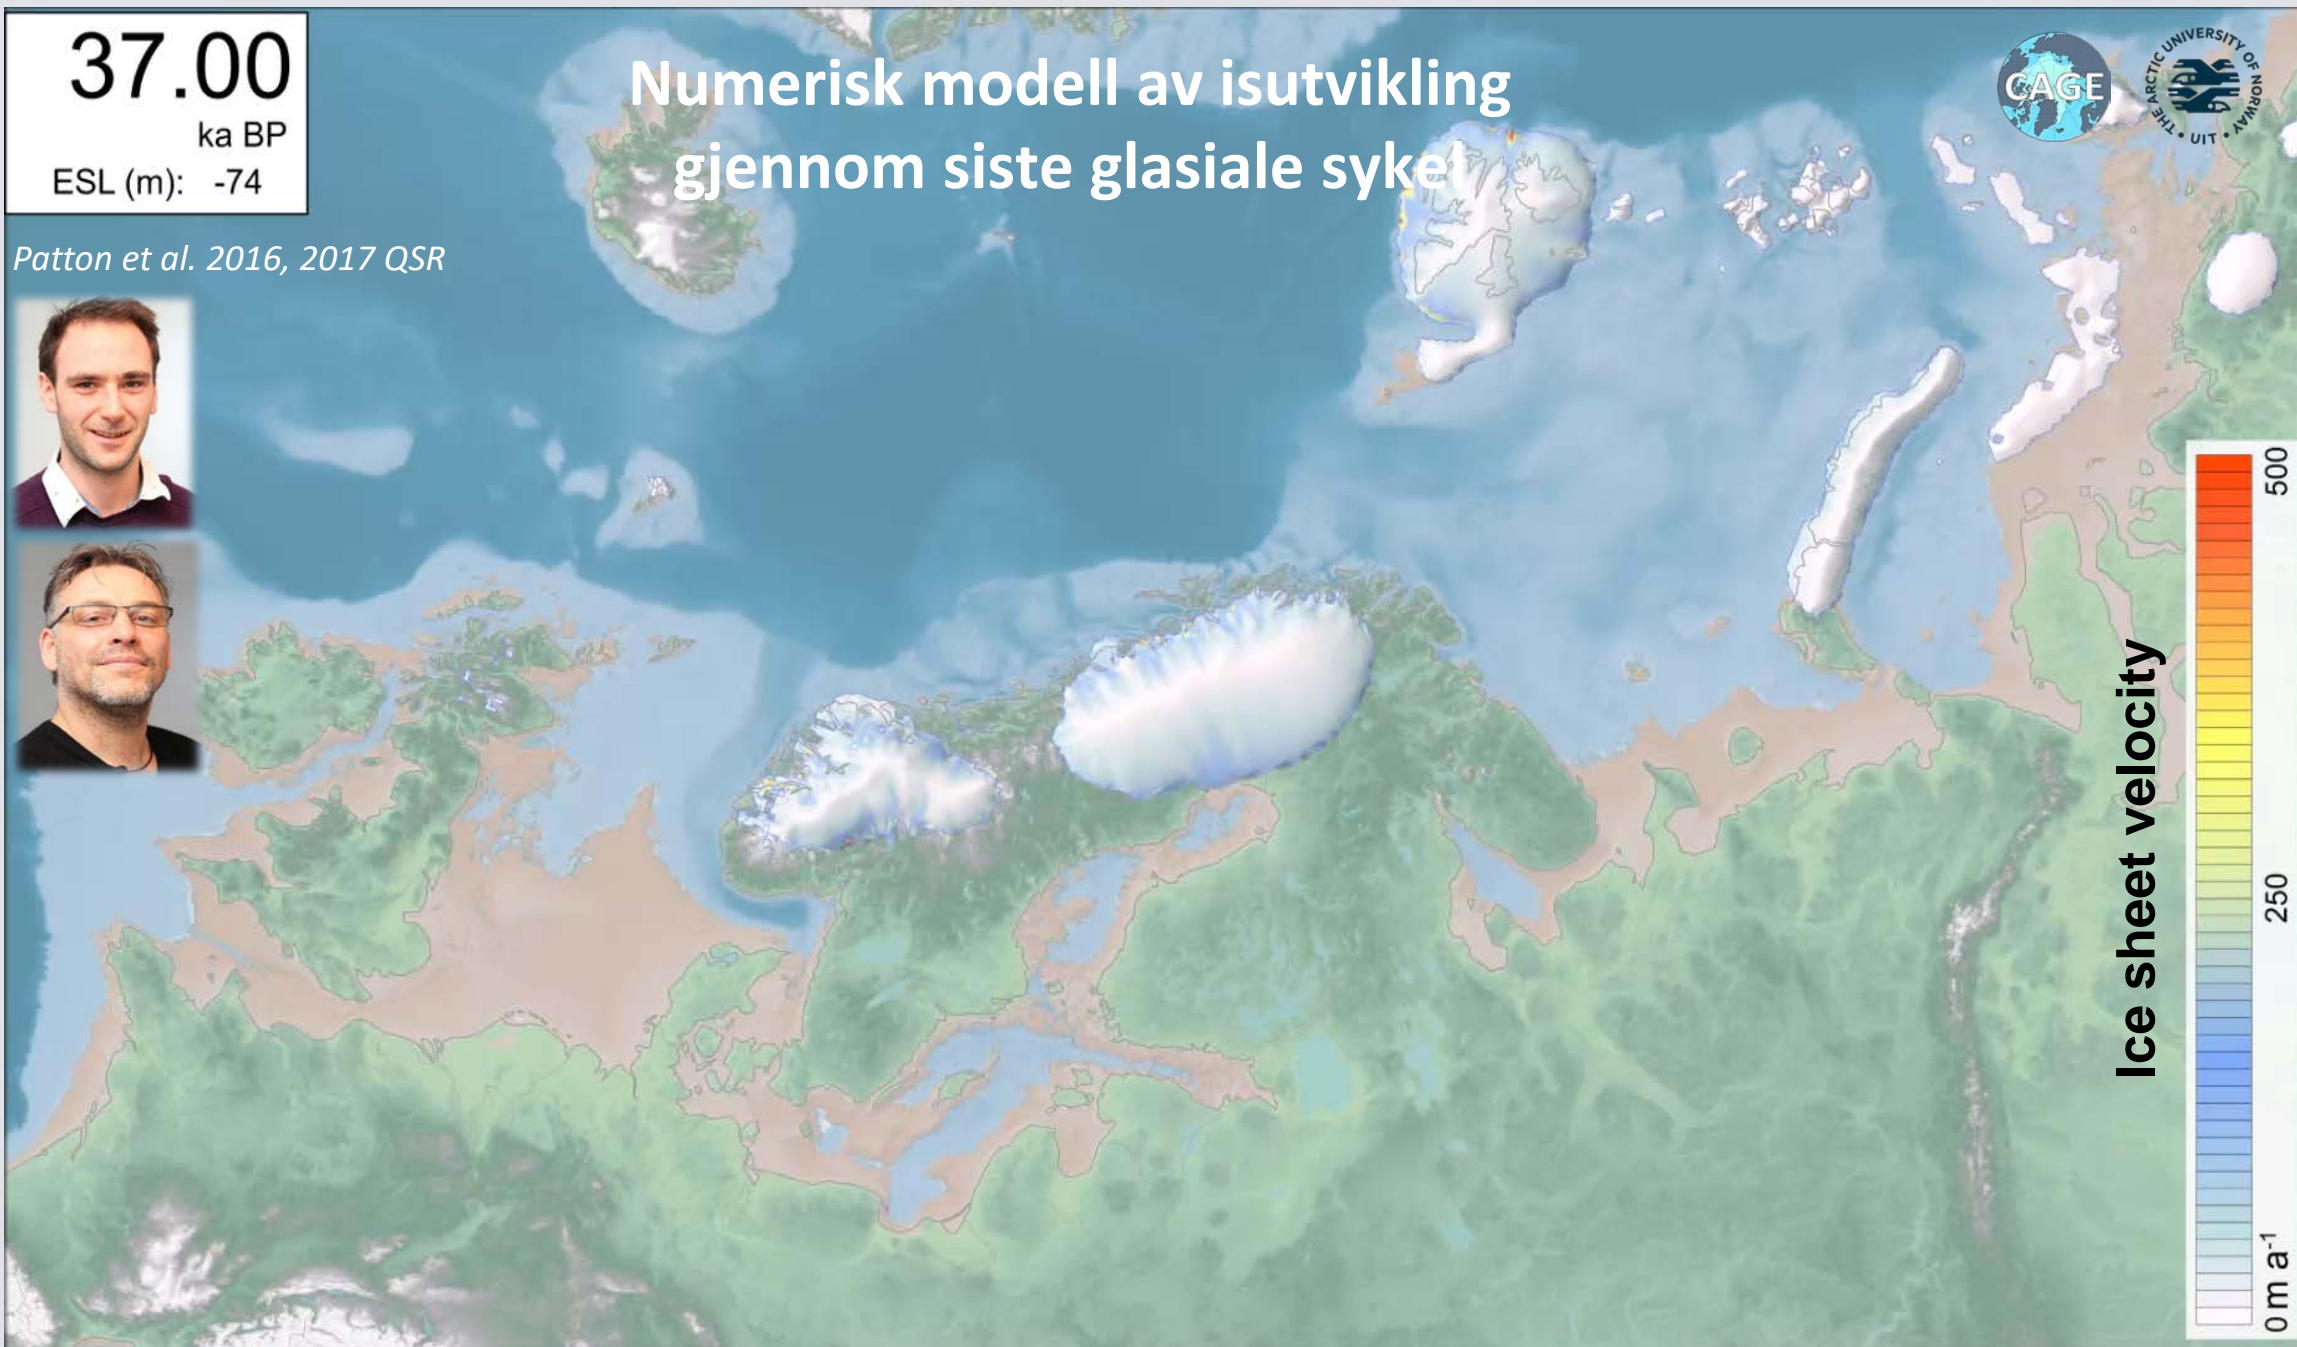 37.00
ka BP
ESL (m): -74
Numerisk modell av isutvikling
gjennom siste glasiale sykel
CAGE
THE ARCTIC UNIVERSITY OF NORWAY • UIT •
Patton et al. 2016, 2017 QSR
Ice sheet velocity
500
250
0 m a-1